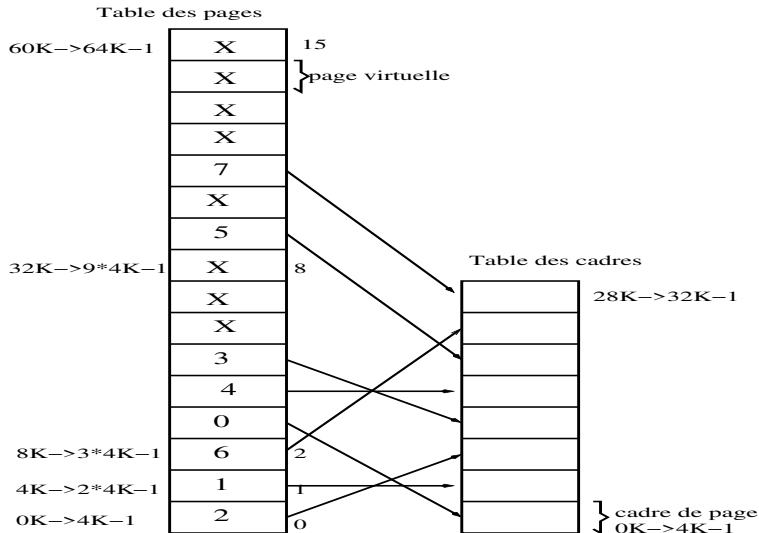 Table des pages
60K−>64K−1 X 15
X page virtuelle
X
X
7
X
5
32K−>9*4K−1 X 8
X
X
3
4
0
8K−>3*4K−1 6 2
4K−>2*4K−1 1 1
0K−>4K−1 2 0
Table des cadres
28K−>32K−1
cadre de page
0K−>4K−1